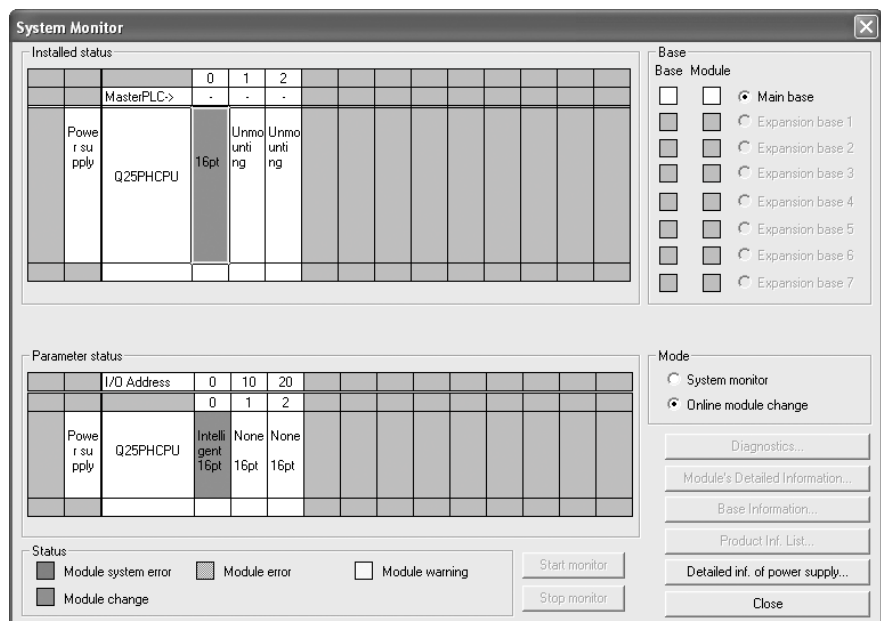 System Monitor
Installed status
0 1 2
MasterPLC-> - - -
Powe
r su
pply
Q25PHCPU
16pt
Unmo
unti
ng
Unmo
unti
ng
Base
Base Module
Main base
Expansion base 1
Expansion base 2
Expansion base 3
Expansion base 4
Expansion base 5
Expansion base 6
Expansion base 7
Parameter status
I/O Address 0 10 20
0 1 2
Powe
r su
pply
Q25PHCPU
Intelli
gent
16pt
None
16pt
None
16pt
Mode
System monitor
Online module change
Diagnostics...
Module's Detailed Information...
Base Information...
Product Inf. List...
Detailed inf. of power supply...
Close
Status
Module system error Module error Module warning
Module change
Start monitor
Stop monitor